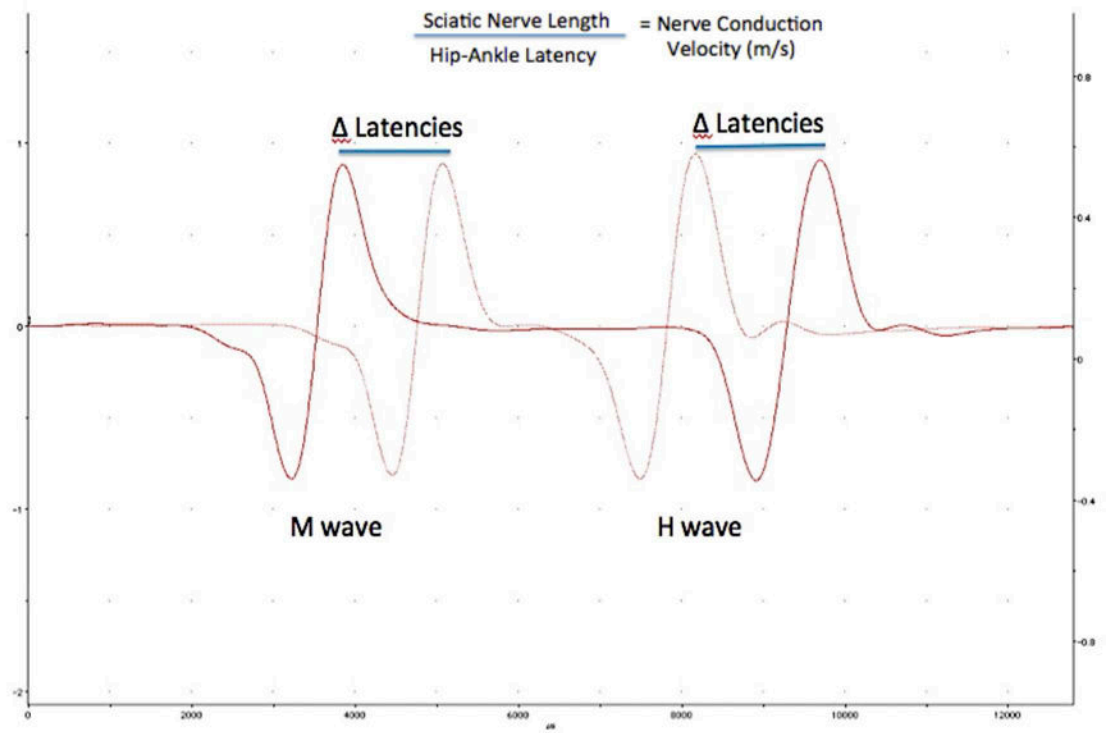 Sciatic Nerve Length
Hip-Ankle Latency
= Nerve Conduction
Velocity (m/s)
Δ Latencies
Δ Latencies
M wave
H wave
1
0
-1
-2
0.8
0.4
0
-0.4
-0.8
0
2000
4000
6000
8000
10000
12000